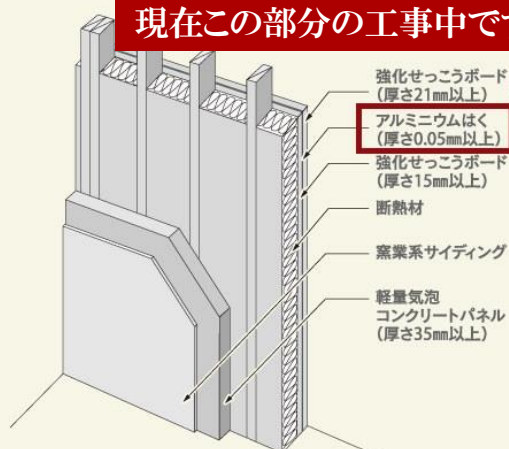 現在この部分の工事中で
強化せっこうボード
(厚さ21㎜以上)
アルミニウムはく
(厚さ0.05㎜以上)
強化せっこうボード
(厚さ15㎜以上)
断熱材
窯業系サイディング
軽量気泡
コンクリートパネル
(厚さ35㎜以上)